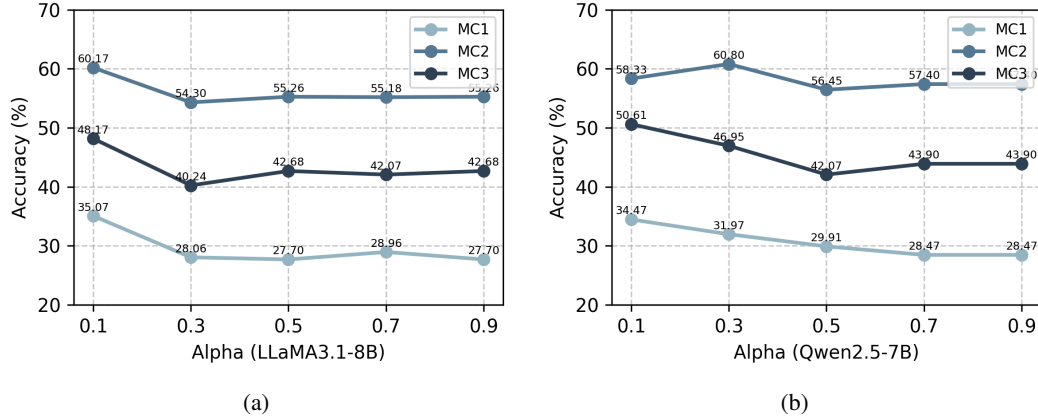 70
60
50
40
30
20
Accuracy (%)
60.17
54.30
55.26
55.18
55.26
48.17
40.24
42.68
42.07
42.68
35.07
28.06
27.70
28.96
27.70
MC1
MC2
MC3
0.1 0.3 0.5 0.7 0.9
Alpha (LLaMA3.1-8B)
(a)
70
60
50
40
30
20
Accuracy (%)
58.33
60.80
56.45
57.40
50.61
46.95
42.07
43.90
43.90
34.47
31.97
29.91
28.47
28.47
MC1
MC2
MC3
0.1 0.3 0.5 0.7 0.9
Alpha (Qwen2.5-7B)
(b)